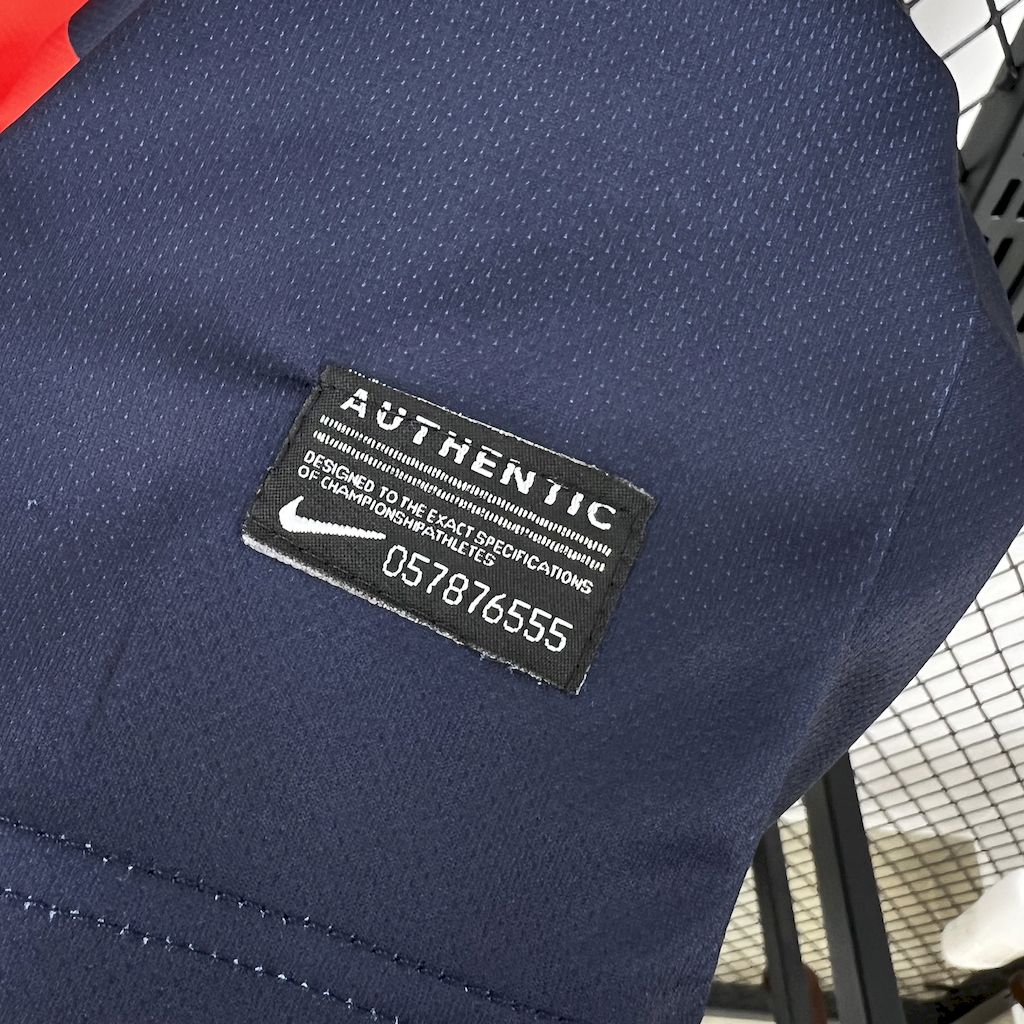 AUTHENTIC
DESIGNED TO THE EXACT SPECIFICATIONS
OF CHAMPIONSHIPATHLETES
057876555